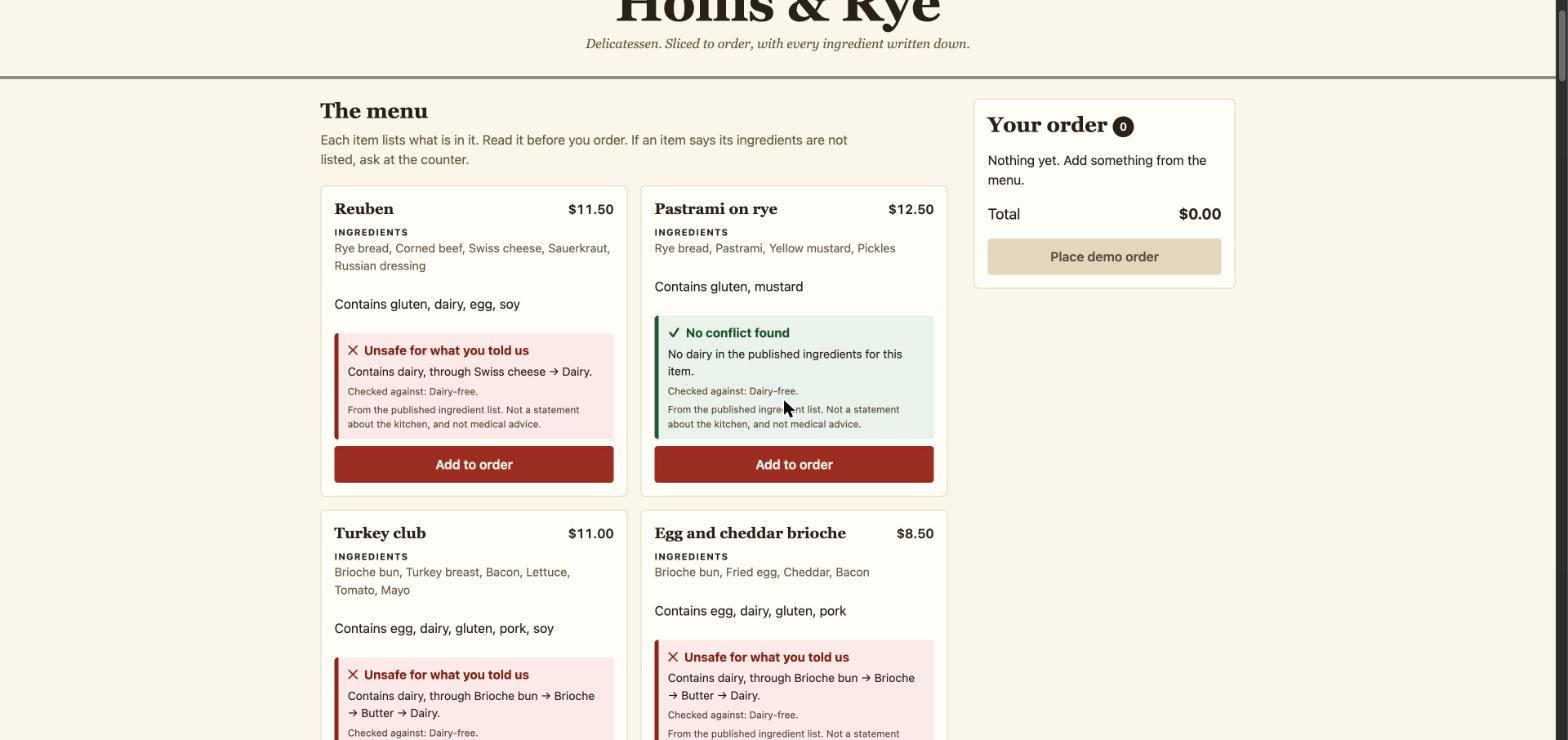 Hollis & Rye
Delicatessen. Sliced to order, with every ingredient written down.
The menu
Each item lists what is in it. Read it before you order. If an item says its ingredients are not
listed, ask at the counter.
Reuben $11.50
INGREDIENTS
Rye bread, Corned beef, Swiss cheese, Sauerkraut,
Russian dressing
Contains gluten, dairy, egg, soy
Unsafe for what you told us
Contains dairy, through Swiss cheese → Dairy.
Checked against: Dairy-free.
From the published ingredient list. Not a statement
about the kitchen, and not medical advice.
Add to order
Pastrami on rye $12.50
INGREDIENTS
Rye bread, Pastrami, Yellow mustard, Pickles
Contains gluten, mustard
No conflict found
No dairy in the published ingredients for this
item.
Checked against: Dairy-free.
From the published ingredient list. Not a statement
about the kitchen, and not medical advice.
Add to order
Turkey club $11.00
INGREDIENTS
Brioche bun, Turkey breast, Bacon, Lettuce,
Tomato, Mayo
Contains egg, dairy, gluten, pork, soy
Unsafe for what you told us
Contains dairy, through Brioche bun → Brioche
→ Butter → Dairy.
Checked against: Dairy-free.
Egg and cheddar brioche $8.50
INGREDIENTS
Brioche bun, Fried egg, Cheddar, Bacon
Contains egg, dairy, gluten, pork
Unsafe for what you told us
Contains dairy, through Brioche bun → Brioche
→ Butter → Dairy.
Checked against: Dairy-free.
From the published ingredient list. Not a statement
Your order 0
Nothing yet. Add something from the
menu.
Total $0.00
Place demo order